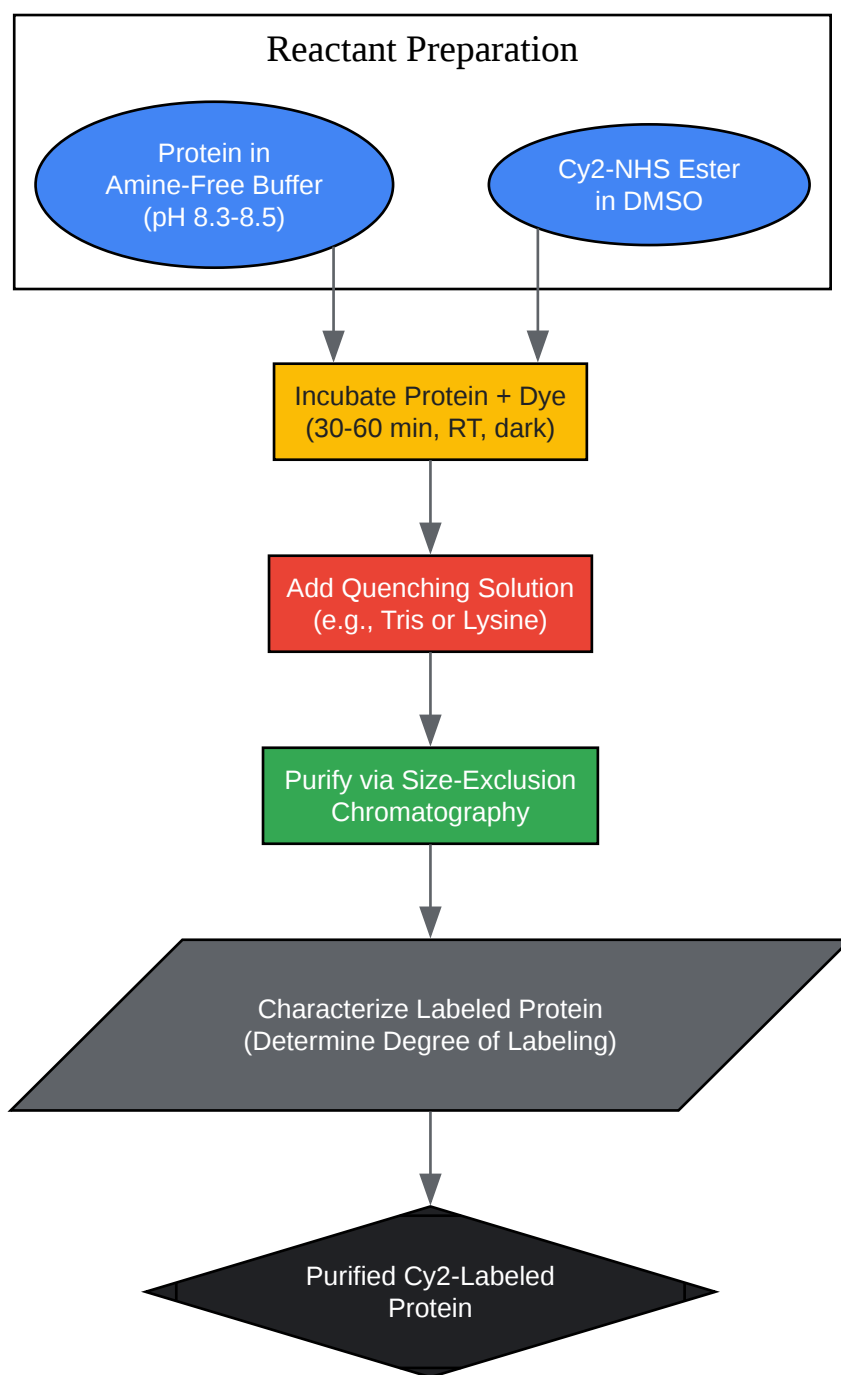 Reactant Preparation
Protein in
Amine-Free Buffer
(pH 8.3-8.5)
Cy2-NHS Ester
in DMSO
Incubate Protein + Dye
(30-60 min, RT, dark)
Add Quenching Solution
(e.g., Tris or Lysine)
Purify via Size-Exclusion
Chromatography
Characterize Labeled Protein
(Determine Degree of Labeling)
Purified Cy2-Labeled
Protein